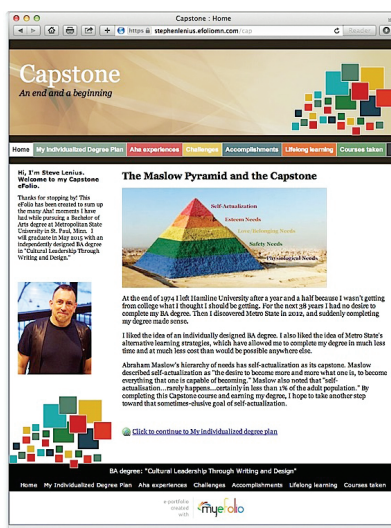 Capstone : Home
https stephenlenius.efoliomn.com/cap
Reader
Capstone
An end and a beginning
Home My Individualized Degree Plan Aha experiences Challenges Accomplishments Lifelong learning Courses taken
Hi, I'm Steve Lenius.
Welcome to my Capstone
eFolio.
Thanks for stopping by! This
eFolio has been created to sum up
the many Aha! moments I have
had while pursuing a Bachelor of
Arts degree at Metropolitan State
University in St. Paul, Minn. I
will graduate in May 2015 with an
independently designed BA degree
in "Cultural Leadership Through
Writing and Design."
The Maslow Pyramid and the Capstone
Self-Actualization
Esteem Needs
Love/Belonging Needs
Safety Needs
Physiological Needs
At the end of 1974 I left Hamline University after a year and a half because I wasn't getting
from college what I thought I should be getting. For the next 38 years I had no desire to
complete my BA degree. Then I discovered Metro State in 2012, and suddenly completing
my degree made sense.
I liked the idea of an individually designed BA degree. I also liked the idea of Metro State's
alternative learning strategies, which have allowed me to complete my degree in much less
time and at much less cost than would be possible anywhere else.
Abraham Maslow's hierarchy of needs has self-actualization as its capstone. Maslow
described self-actualization as "the desire to become more and more what one is, to become
everything that one is capable of becoming." Maslow also noted that "self-
actualisation...rarely happens...certainly in less than 1% of the adult population." By
completing this Capstone course and earning my degree, I hope to take another step
toward that sometimes-elusive goal of self-actualization.
Click to continue to My individualized degree plan
BA degree: "Cultural Leadership Through Writing and Design"
Home My Individualized Degree Plan Aha experiences Challenges Accomplishments Lifelong learning Courses taken
e-portfolio
created
with
myefolio